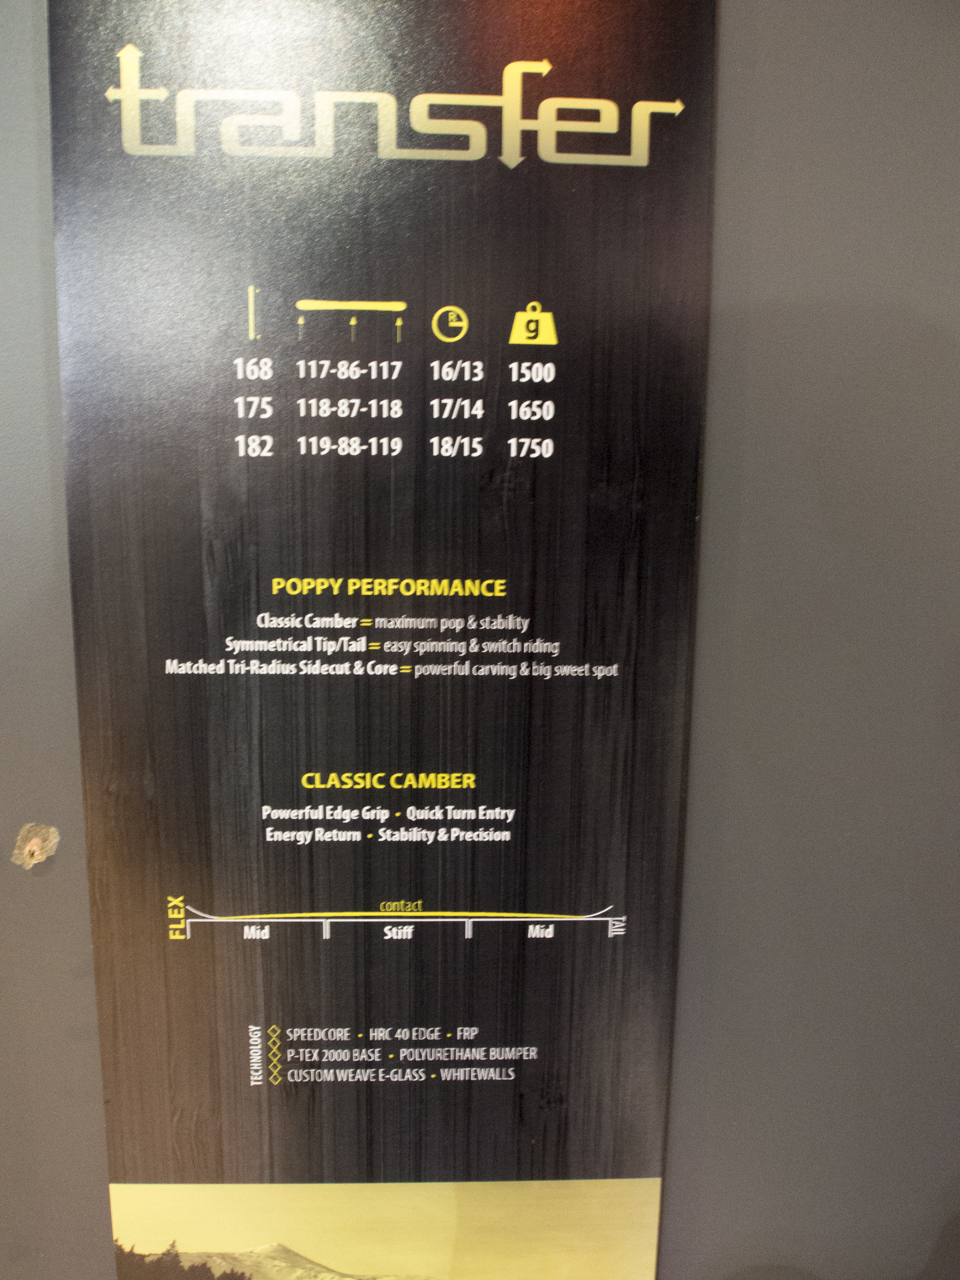 transfer
R g
168 117-86-117 16/13 1500
175 118-87-118 17/14 1650
182 119-88-119 18/15 1750
POPPY PERFORMANCE
Classic Camber = maximum pop & stability
Symmetrical Tip/Tail = easy spinning & switch riding
Matched Tri-Radius Sidecut & Core = powerful carving & big sweet spot
CLASSIC CAMBER
Powerful Edge Grip • Quick Turn Entry
Energy Return • Stability & Precision
contact
FLEX Mid Stiff Mid TAIL
TECHNOLOGY
SPEEDCORE • HRC 40 EDGE • FRP
P-TEX 2000 BASE • POLYURETHANE BUMPER
CUSTOM WEAVE E-GLASS • WHITEWALLS